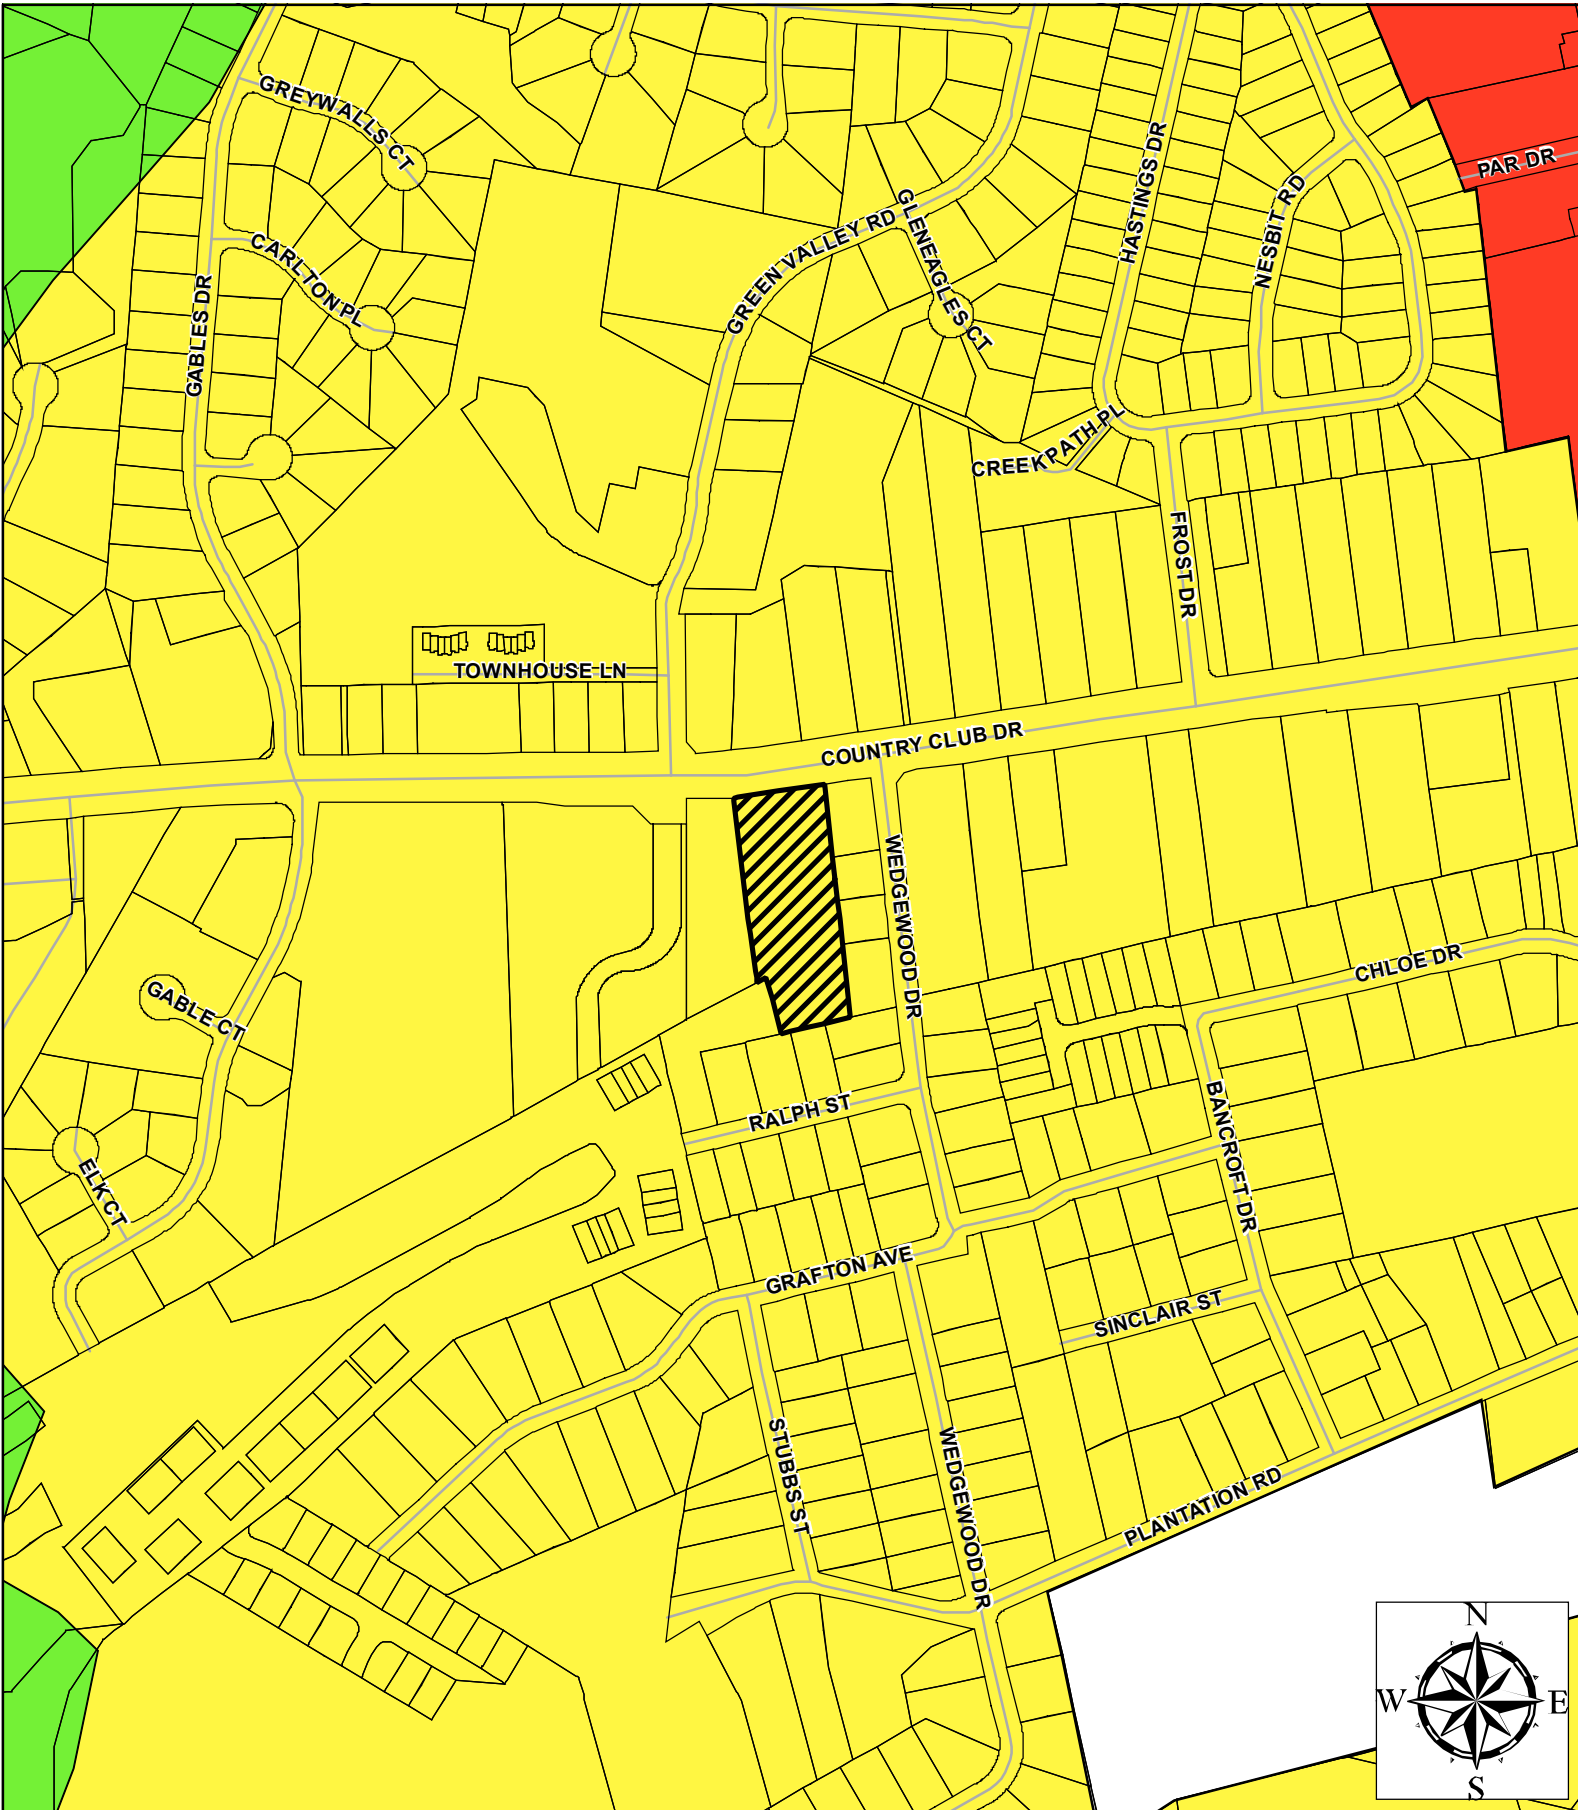 GREYWALLS CT
PAR DR
HASTINGS DR
NESBIT RD
GLENEAGLES CT
GREEN VALLEY RD
CARLTON PL
GABLES DR
CREEKPATH PL
FROST DR
TOWNHOUSE LN
COUNTRY CLUB DR
WEDGEWOOD DR
CHLOE DR
GABLE CT
RALPH ST
BANCROFT DR
ELK CT
GRAFTON AVE
SINCLAIR ST
STUBBS ST
WEDGEWOOD DR
PLANTATION RD
N
W E
S